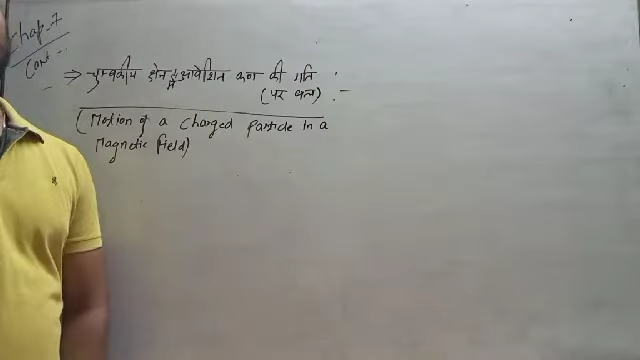 Chap-7
Cont -
⇒ चुम्बकीय क्षेत्र में आवेशित कण की गति :
(पर बल) -
(Motion of a charged particle in a
Magnetic field)